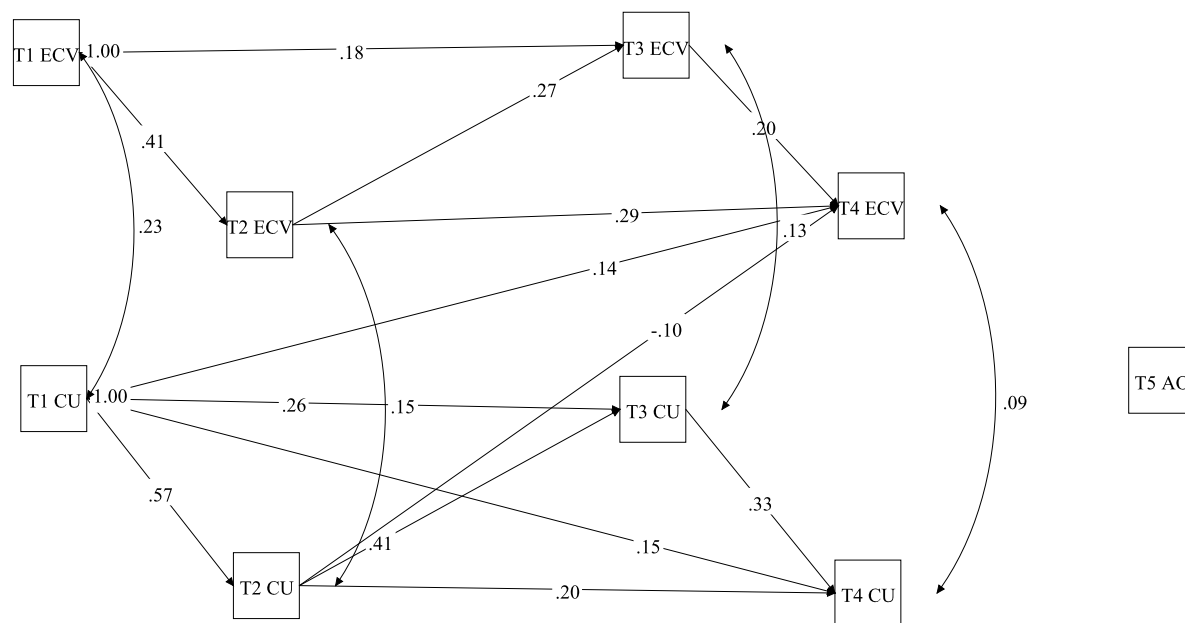 T1 ECV
1.00
.18
T3 ECV
.27
.20
.41
T2 ECV
.23
.29
T4 ECV
.13
.14
-.10
T1 CU
1.00
.26
.15
T3 CU
.09
T5 AO
.57
.33
.41
.15
T2 CU
.20
T4 CU